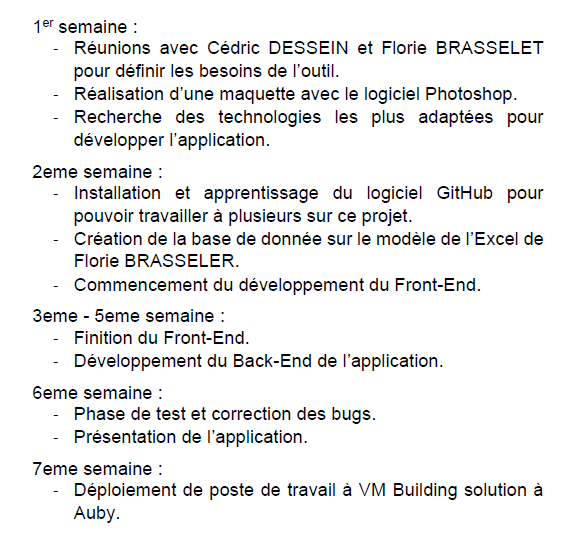 1er semaine :
- Réunions avec Cédric DESSEIN et Florie BRASSELET
pour définir les besoins de l’outil.
- Réalisation d’une maquette avec le logiciel Photoshop.
- Recherche des technologies les plus adaptées pour
développer l’application.
2eme semaine :
- Installation et apprentissage du logiciel GitHub pour
pouvoir travailler à plusieurs sur ce projet.
- Création de la base de donnée sur le modèle de l’Excel de
Florie BRASSELER.
- Commencement du développement du Front-End.
3eme - 5eme semaine :
- Finition du Front-End.
- Développement du Back-End de l’application.
6eme semaine :
- Phase de test et correction des bugs.
- Présentation de l’application.
7eme semaine :
- Déploiement de poste de travail à VM Building solution à
Auby.